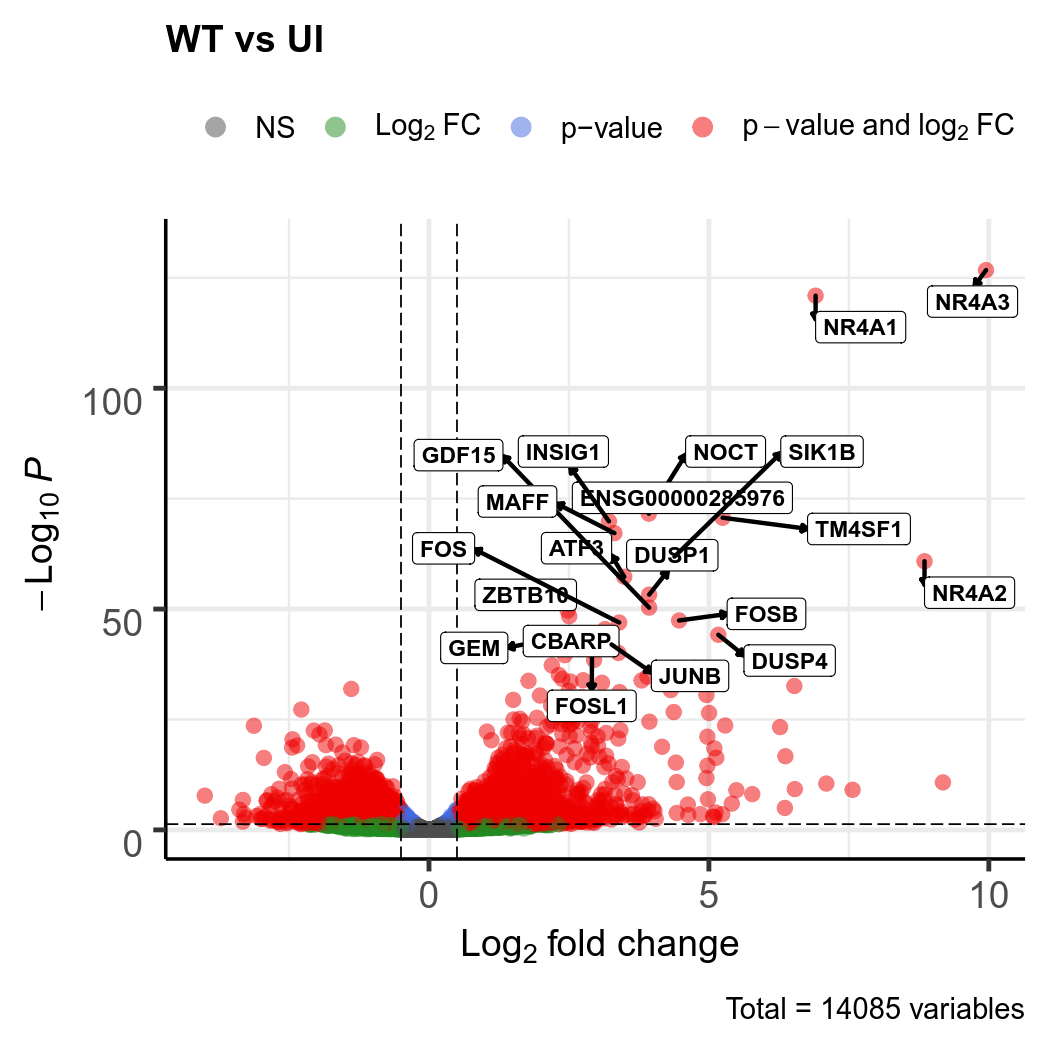 WT vs UI
NS Log2 FC p−value p − value and log2 FC
NR4A3
NR4A1
100
GDF15 INSIG1 NOCT SIK1B
MAFF ENSG00000285976
TM4SF1
FOS ATF3 DUSP1
ZBTB10 NR4A2
50 FOSB
GEM CBARP DUSP4
JUNB
FOSL1
0
−Log10 P
0 5 10
Log2 fold change
Total = 14085 variables